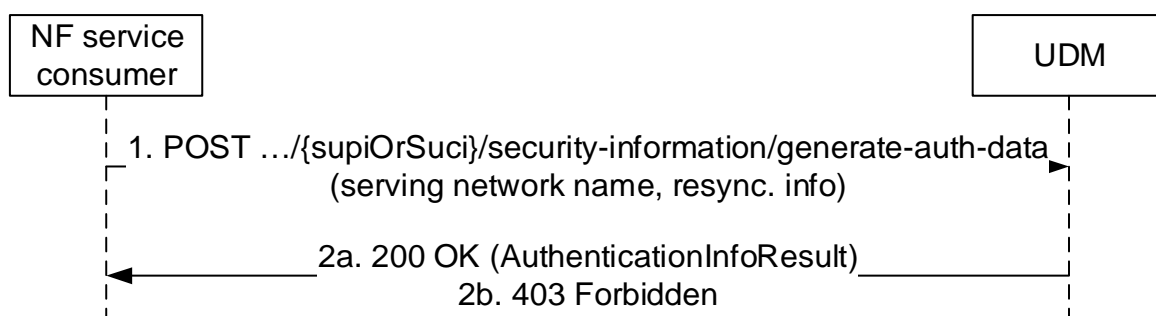 NF service
consumer
UDM
1. POST …/{supiOrSuci}/security-information/generate-auth-data
(serving network name, resync. info)
2a. 200 OK (AuthenticationInfoResult)
2b. 403 Forbidden